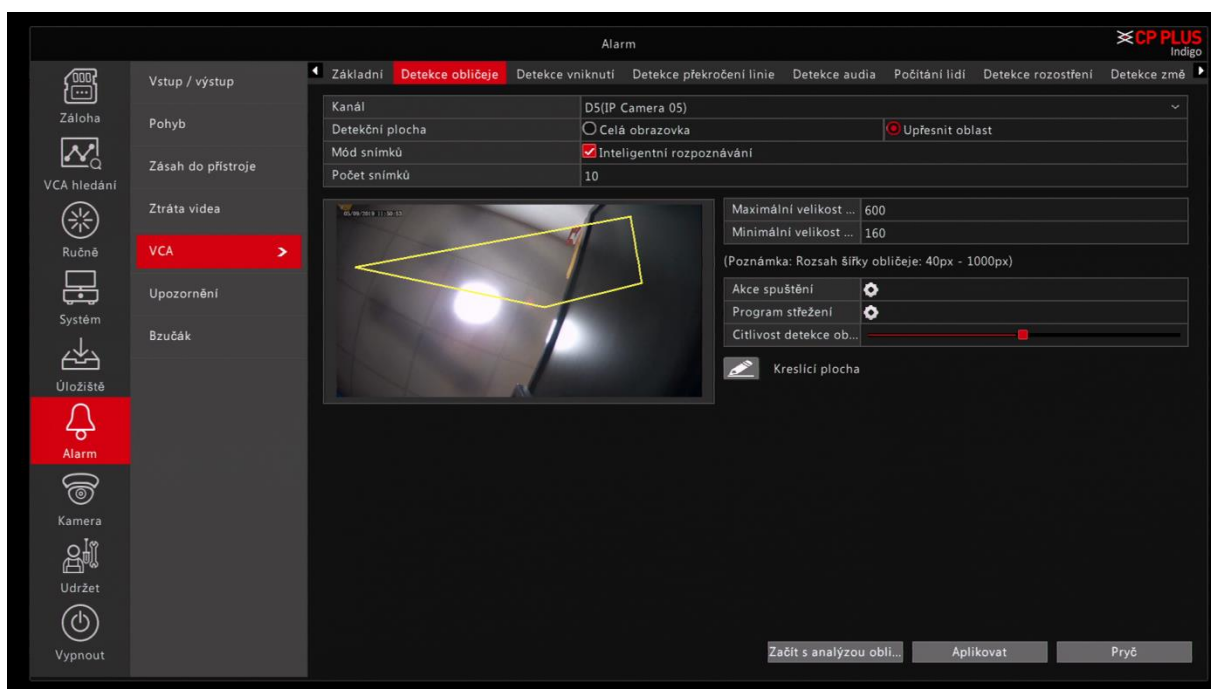 Alarm
CP PLUS
Indigo
Záloha
VCA hledání
Ručně
Systém
Úložiště
Alarm
Kamera
Udržet
Vypnout
Vstup / výstup
Pohyb
Zásah do přístroje
Ztráta videa
VCA
Upozornění
Bzučák
Základní Detekce obličeje Detekce vniknutí Detekce překročení linie Detekce audia Počítání lidí Detekce rozostření Detekce změ
Kanál D5(IP Camera 05)
Detekční plocha Celá obrazovka Upřesnit oblast
Mód snímků Inteligentní rozpoznávání
Počet snímků 10
Maximální velikost ... 600
Minimální velikost ... 160
(Poznámka: Rozsah šířky obličeje: 40px - 1000px)
Akce spuštění
Program střežení
Citlivost detekce ob...
Kreslící plocha
Začít s analýzou obli... Aplikovat Pryč